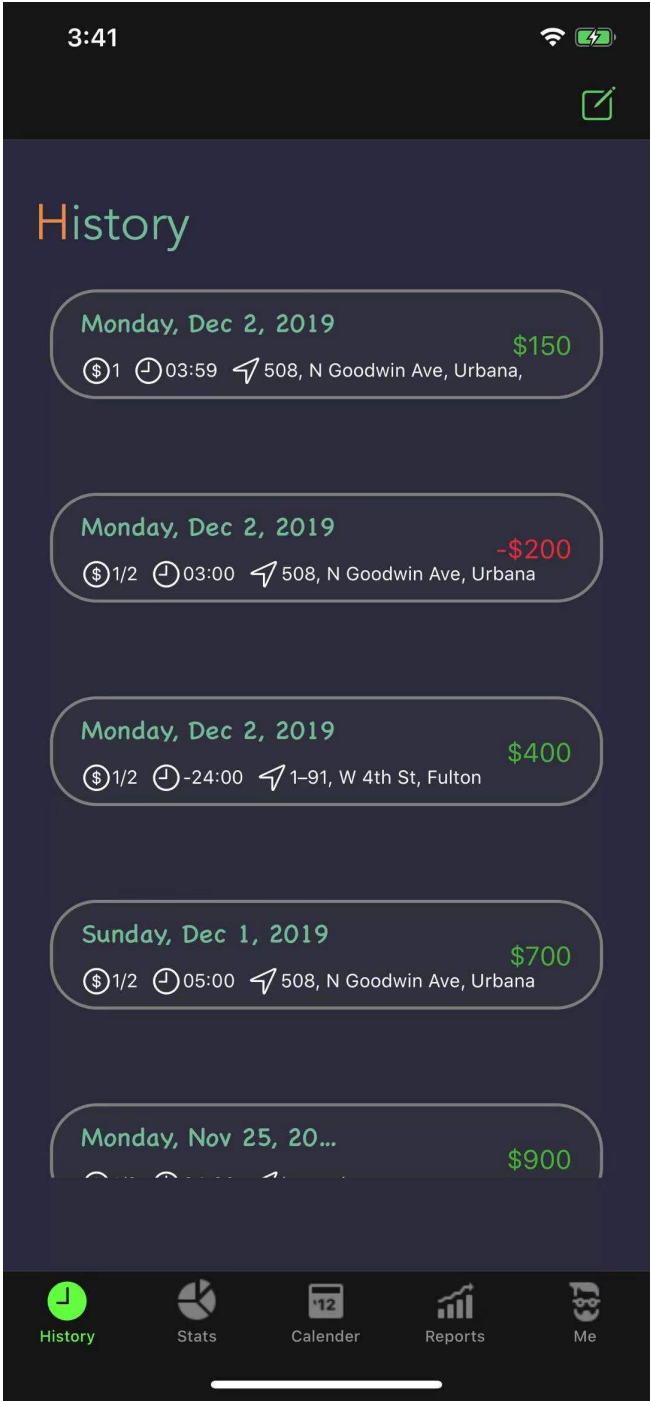 3:41
History
Monday, Dec 2, 2019
$150
$1 03:59 508, N Goodwin Ave, Urbana,
Monday, Dec 2, 2019
-$200
$1/2 03:00 508, N Goodwin Ave, Urbana
Monday, Dec 2, 2019
$400
$1/2 -24:00 1–91, W 4th St, Fulton
Sunday, Dec 1, 2019
$700
$1/2 05:00 508, N Goodwin Ave, Urbana
Monday, Nov 25, 20...
$900
'12
History Stats Calender Reports Me